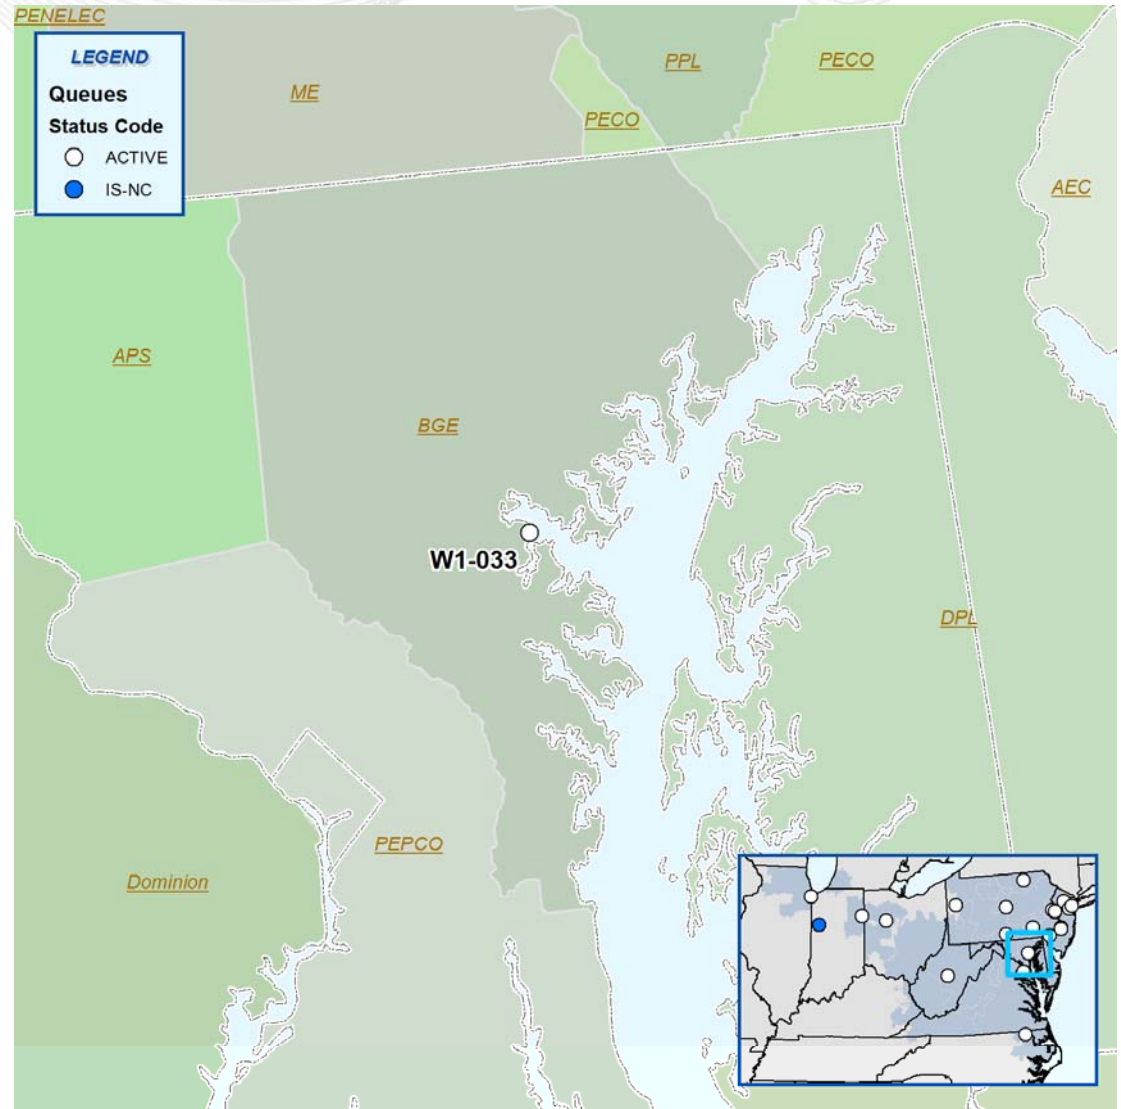 PENELEC
LEGEND
Queues
Status Code
ACTIVE
IS-NC
ME
PPL
PECO
PECO
AEC
APS
BGE
W1-033
DPL
PEPCO
Dominion